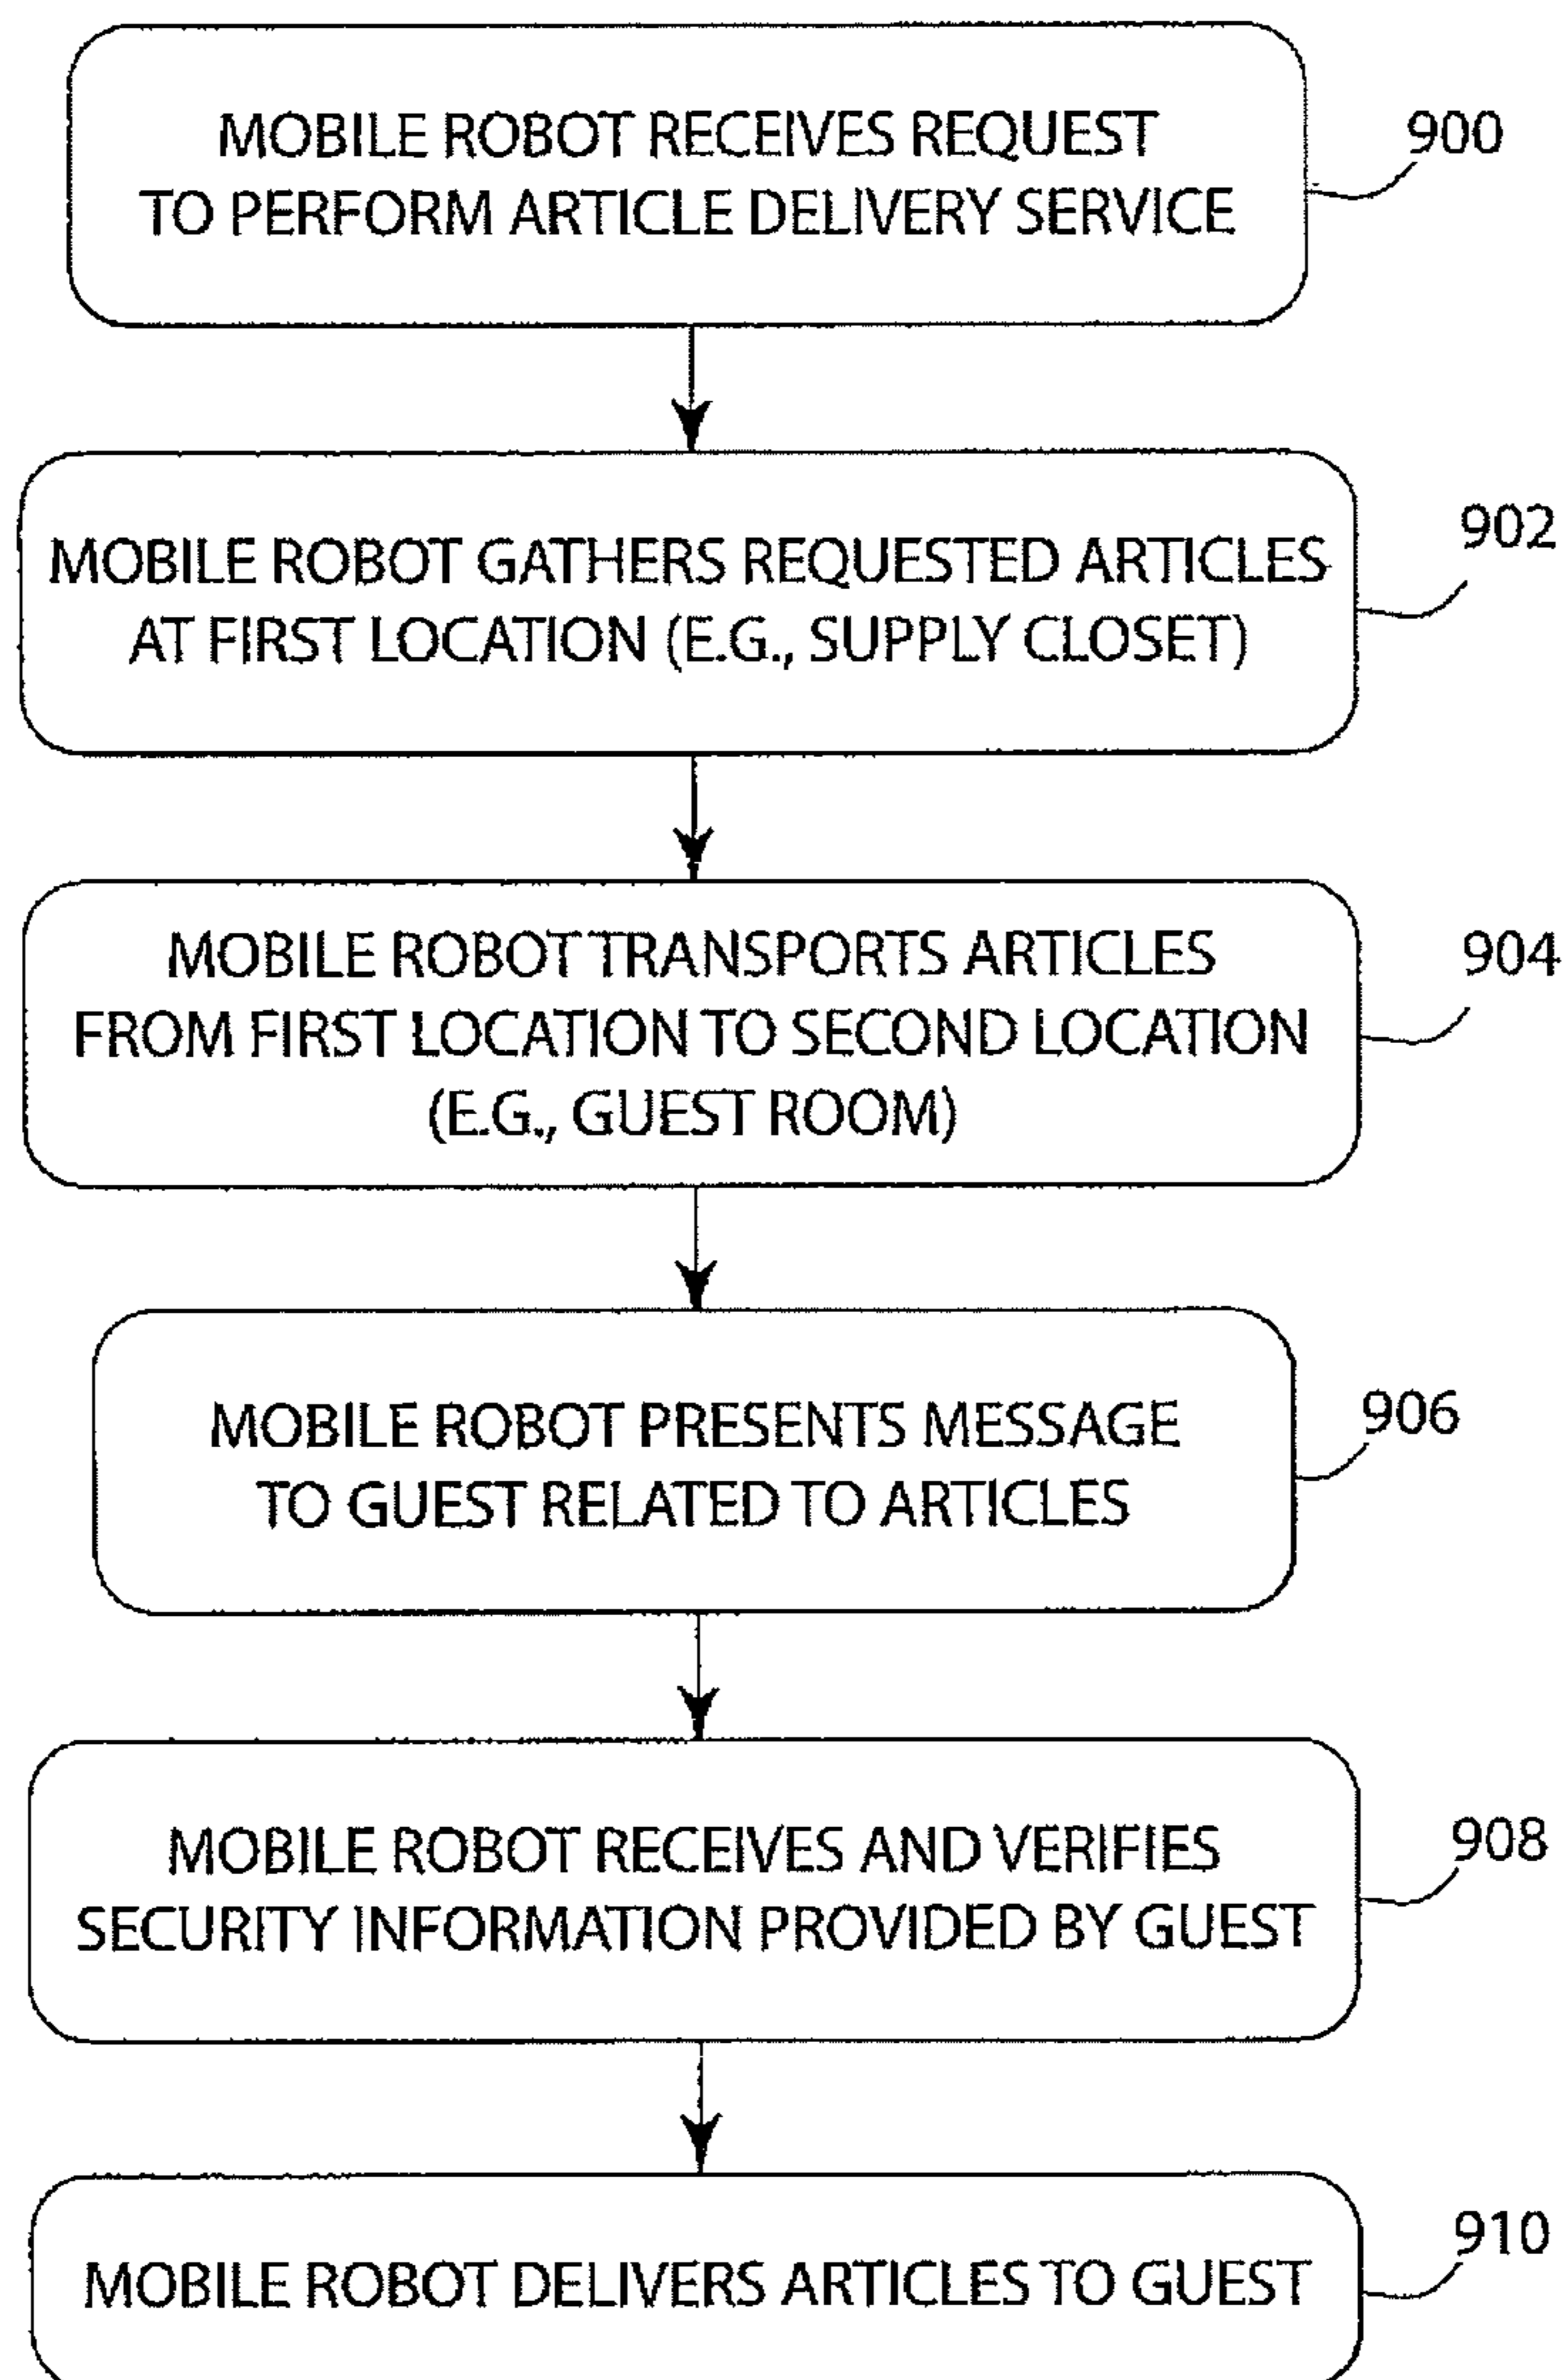 MOBILE ROBOT RECEIVES REQUEST
TO PERFORM ARTICLE DELIVERY SERVICE
900
MOBILE ROBOT GATHERS REQUESTED ARTICLES
AT FIRST LOCATION (E.G., SUPPLY CLOSET)
902
MOBILE ROBOT TRANSPORTS ARTICLES
FROM FIRST LOCATION TO SECOND LOCATION
(E.G., GUEST ROOM)
904
MOBILE ROBOT PRESENTS MESSAGE
TO GUEST RELATED TO ARTICLES
906
MOBILE ROBOT RECEIVES AND VERIFIES
SECURITY INFORMATION PROVIDED BY GUEST
908
MOBILE ROBOT DELIVERS ARTICLES TO GUEST
910